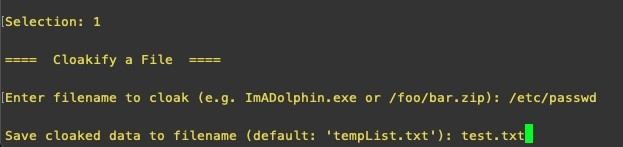 Selection: 1
==== Cloakify a File ====
Enter filename to cloak (e.g. ImADolphin.exe or /foo/bar.zip): /etc/passwd
Save cloaked data to filename (default: 'tempList.txt'): test.txt